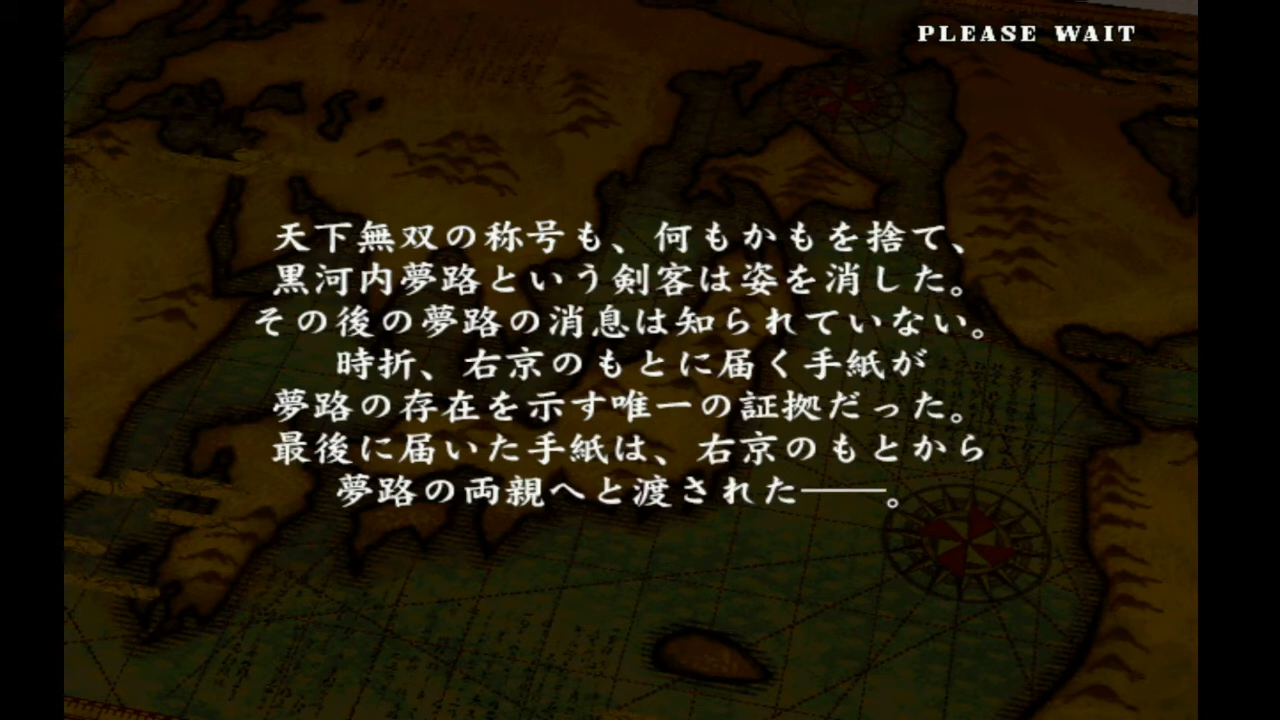 PLEASE WAIT
天下無双の称号も、何もかもを捨て、
黒河内夢路という剣客は姿を消した。
その後の夢路の消息は知られていない。
時折、右京のもとに届く手紙が
夢路の存在を示す唯一の証拠だった。
最後に届いた手紙は、右京のもとから
夢路の両親へと渡された――。